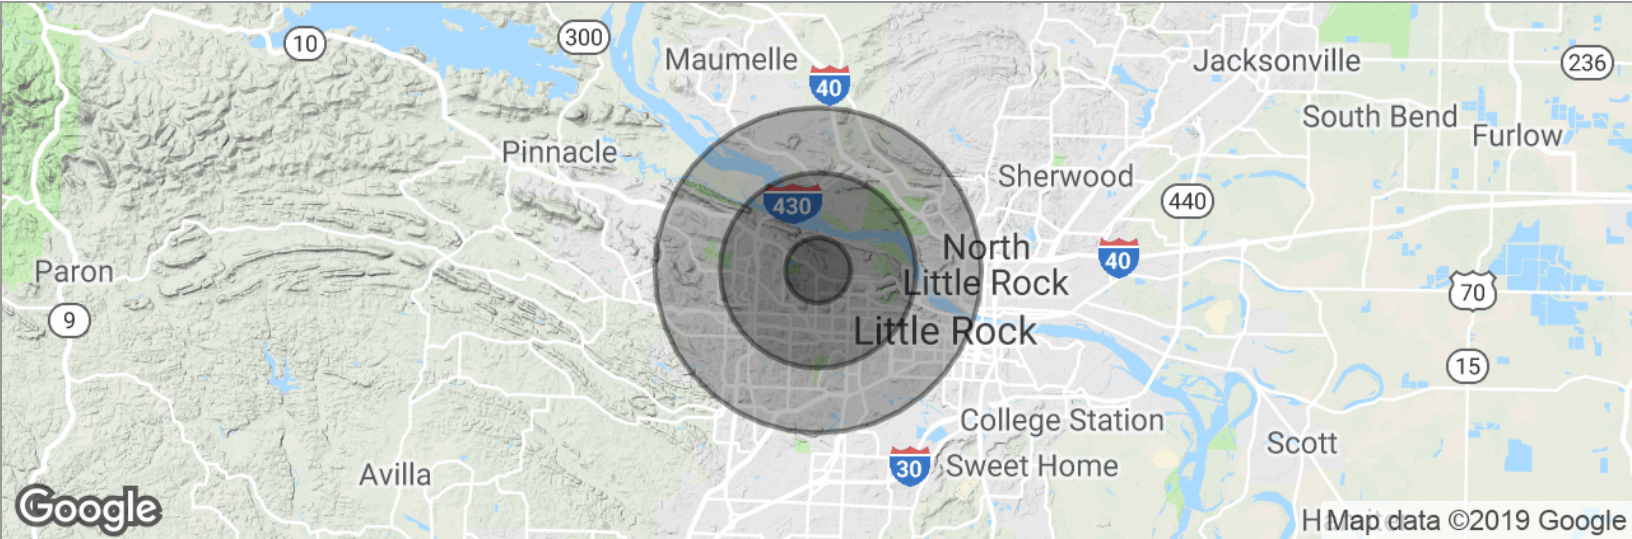 10
300
Maumelle
40
Jacksonville
236
South Bend
Furlow
Pinnacle
Sherwood
430
440
North
Little Rock
40
Paron
70
9
Little Rock
15
College Station
Scott
30
Sweet Home
Avilla
Google
Map data ©2019 Google